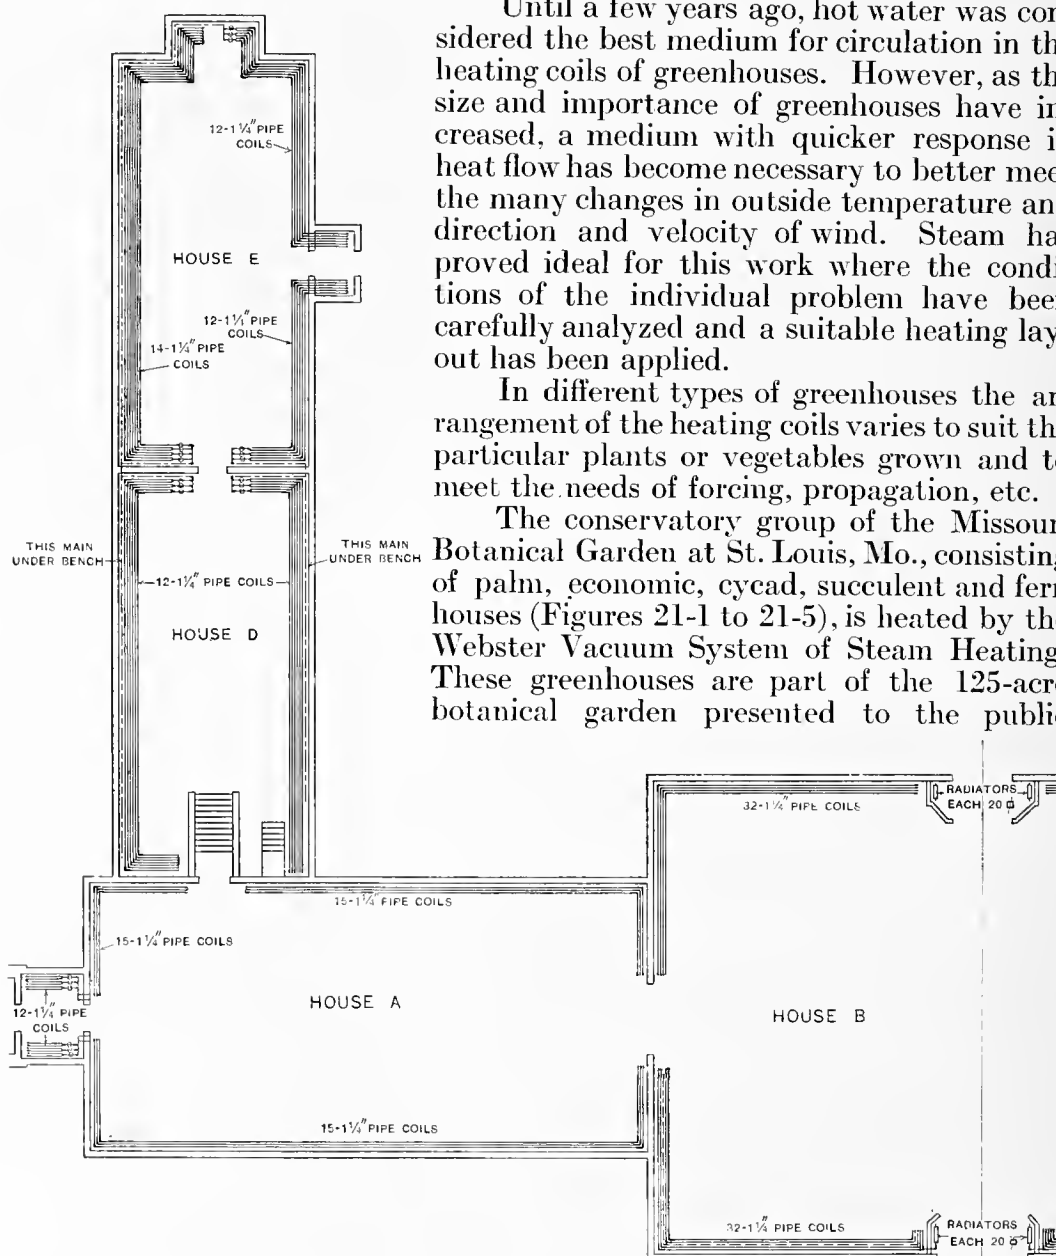 Until a few years ago, hot water was con
sidered the best medium for circulation in th
heating coils of greenhouses. However, as th
size and importance of greenhouses have in
creased, a medium with quicker response i
heat flow has become necessary to better mee
the many changes in outside temperature an
direction and velocity of wind. Steam ha
proved ideal for this work where the condi
tions of the individual problem have been
carefully analyzed and a suitable heating lay
out has been applied.
In different types of greenhouses the ar
rangement of the heating coils varies to suit the
particular plants or vegetables grown and to
meet the needs of forcing, propagation, etc.
The conservatory group of the Missour
Botanical Garden at St. Louis, Mo., consisting
of palm, economic, cycad, succulent and fern
houses (Figures 21-1 to 21-5), is heated by the
Webster Vacuum System of Steam Heating
These greenhouses are part of the 125-acre
botanical garden presented to the public
12-1¼" PIPE
COILS
HOUSE E
12-1¼" PIPE
COILS
14-1¼" PIPE
COILS
THIS MAIN
UNDER BENCH
THIS MAIN
UNDER BENCH
12-1¼" PIPE COILS
HOUSE D
32-1¼" PIPE COILS
RADIATORS
EACH 20 ⌽
15-1¼" PIPE COILS
15-1¼" PIPE COILS
HOUSE A
12-1¼" PIPE
COILS
HOUSE B
15-1¼" PIPE COILS
32-1¼" PIPE COILS
RADIATORS
EACH 20 ⌽